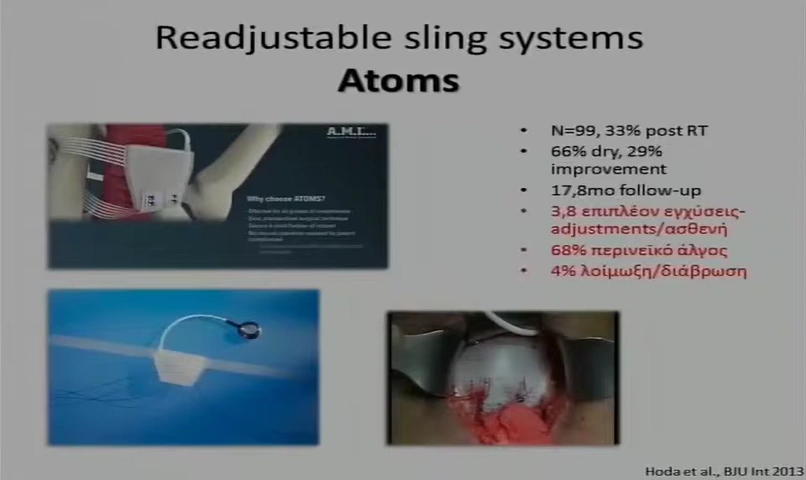 Readjustable sling systems
Atoms
A.M.I.
Why choose ATOMS?
• N=99, 33% post RT
• 66% dry, 29%
improvement
• 17,8mo follow-up
• 3,8 επιπλέον εγχύσεις-
adjustments/ασθενή
• 68% περινεϊκό άλγος
• 4% λοίμωξη/διάβρωση
Hoda et al., BJU Int 2013